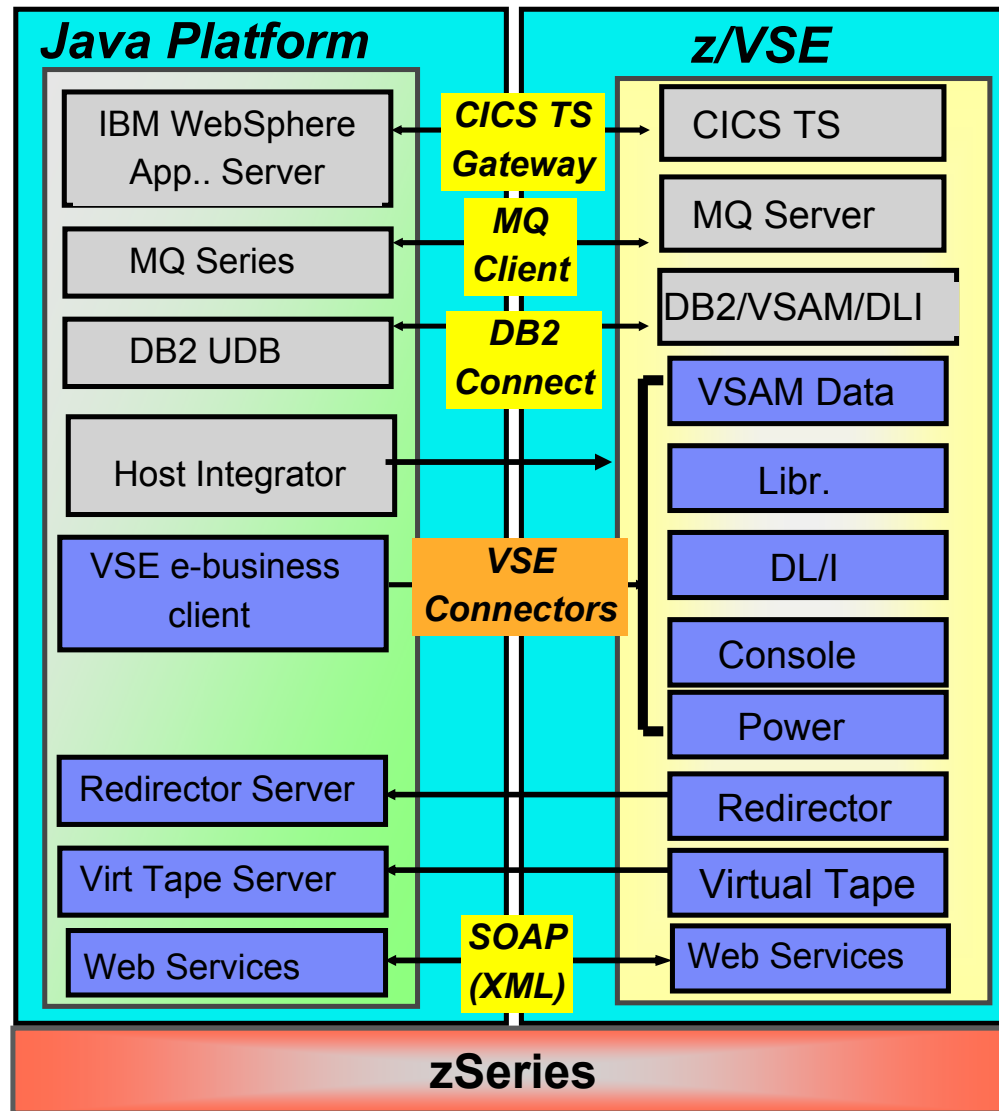 Java Platform
z/VSE
IBM WebSphere
App.. Server
CICS TS
Gateway
CICS TS
MQ Series
MQ
Client
MQ Server
DB2 UDB
DB2
Connect
DB2/VSAM/DLI
Host Integrator
VSE e-business
client
VSE
Connectors
VSAM Data
Libr.
DL/I
Console
Power
Redirector Server
Redirector
Virt Tape Server
Virtual Tape
Web Services
SOAP
(XML)
Web Services
zSeries